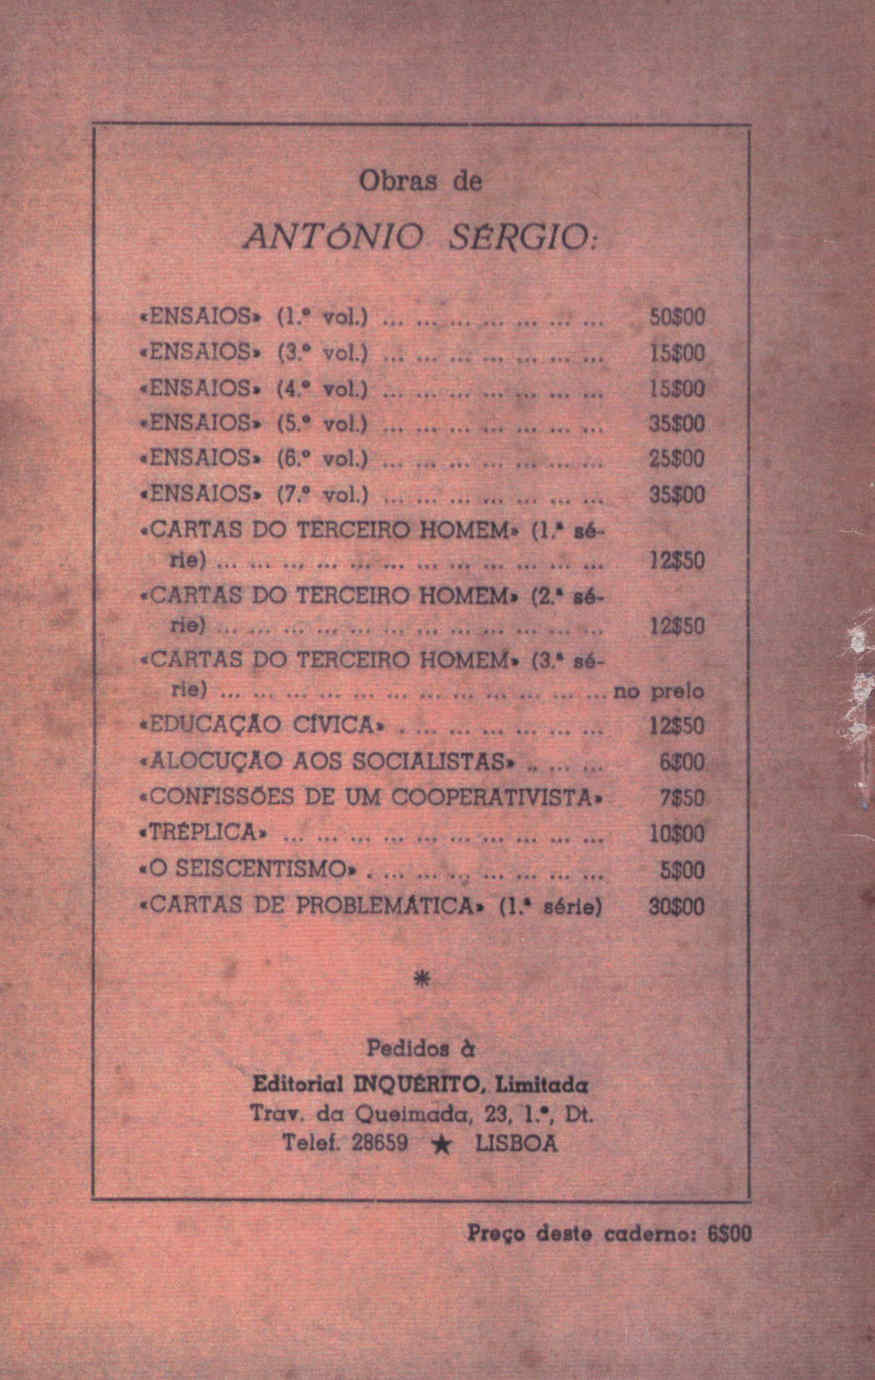 Obras de
ANTÓNIO SÉRGIO:
«ENSAIOS» (1.º vol.) ... ... ... ... ... ... ... 50$00
«ENSAIOS» (3.º vol.) ... ... ... ... ... ... ... 15$00
«ENSAIOS» (4.º vol.) ... ... ... ... ... ... ... 15$00
«ENSAIOS» (5.º vol.) ... ... ... ... ... ... ... 35$00
«ENSAIOS» (6.º vol.) ... ... ... ... ... ... ... 25$00
«ENSAIOS» (7.º vol.) ... ... ... ... ... ... ... 35$00
«CARTAS DO TERCEIRO HOMEM» (1.ª sé-
rie) ... ... ... ... ... ... ... ... ... ... ... ... 12$50
«CARTAS DO TERCEIRO HOMEM» (2.ª sé-
rie) ... ... ... ... ... ... ... ... ... ... ... ... 12$50
«CARTAS DO TERCEIRO HOMEM» (3.ª sé-
rie) ... ... ... ... ... ... ... ... ... ... ... ... no prelo
«EDUCAÇÃO CÍVICA» . ... ... ... ... ... ... 12$50
«ALOCUÇÃO AOS SOCIALISTAS» .. ... ... 6$00
«CONFISSÕES DE UM COOPERATIVISTA» 7$50
«TRÉPLICA» ... ... ... ... ... ... ... ... ... ... 10$00
«O SEISCENTISMO» . ... ... ... ... ... ... ... 5$00
«CARTAS DE PROBLEMÁTICA» (1.ª série) 30$00
*
Pedidos à
Editorial INQUÉRITO, Limitada
Trav. da Queimada, 23, 1.º, Dt.
Telef. 28659 ★ LISBOA
Preço deste caderno: 6$00